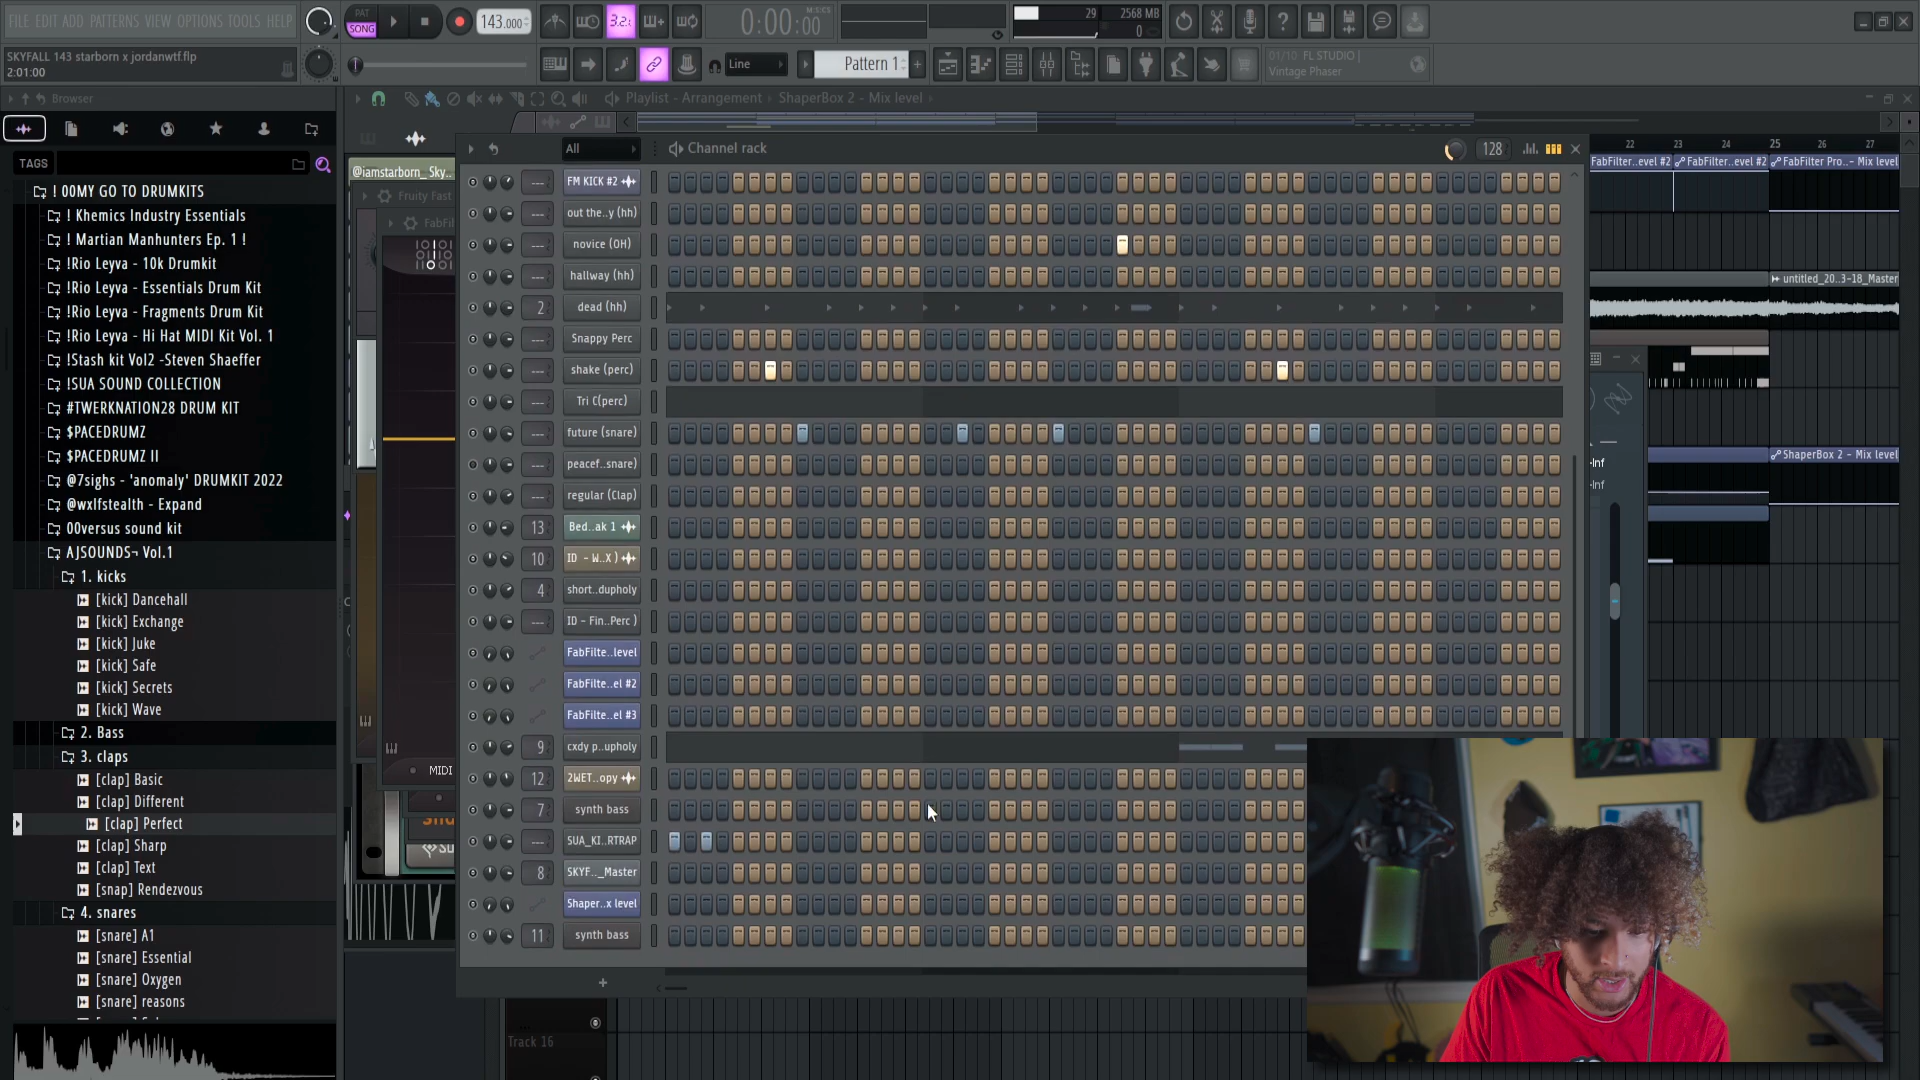 FILE EDIT ADD PATTERNS VIEW OPTIONS TOOLS HELP
PAT
SONG
143.000
3.2.
0:00:00
M:S:CS
29
2568 MB
0
SKYFALL 143 starborn x jordanwtf.flp
2:01:00
Line
Pattern 1
01/10 FL STUDIO |
Vintage Phaser
Browser
Playlist - Arrangement
ShaperBox 2 - Mix level
TAGS
! 00MY GO TO DRUMKITS
! Khemics Industry Essentials
! Martian Manhunters Ep. 1 !
!Rio Leyva - 10k Drumkit
!Rio Leyva - Essentials Drum Kit
!Rio Leyva - Fragments Drum Kit
!Rio Leyva - Hi Hat MIDI Kit Vol. 1
!Stash kit Vol2 -Steven Shaeffer
!SUA SOUND COLLECTION
#TWERKNATION28 DRUM KIT
$PACEDRUMZ
$PACEDRUMZ II
@7sighs - 'anomaly' DRUMKIT 2022
@wxlfstealth - Expand
00versus sound kit
AJSOUNDS¬ Vol.1
1. kicks
[kick] Dancehall
[kick] Exchange
[kick] Juke
[kick] Safe
[kick] Secrets
[kick] Wave
2. Bass
3. claps
[clap] Basic
[clap] Different
[clap] Perfect
[clap] Sharp
[clap] Text
[snap] Rendezvous
4. snares
[snare] A1
[snare] Essential
[snare] Oxygen
[snare] reasons
@iamstarborn_ Sky..
Fruity Fast
FabFil
MIDI
All
Channel rack
128
FM KICK #2
out the..y (hh)
novice (OH)
hallway (hh)
2 dead (hh)
Snappy Perc
shake (perc)
Tri C(perc)
future (snare)
peacef..snare)
regular (Clap)
13 Bed..ak 1
10 ID - W..X )
4 short..dupholy
ID - Fin..Perc )
FabFilte..level
FabFilte..el #2
FabFilte..el #3
9 cxdy p..upholy
12 2WET..opy
7 synth bass
SUA_KI..RTRAP
8 SKYF.._Master
Shaper..x level
11 synth bass
22 23 24 25 26 27
FabFilter..evel #2
FabFilter..evel #2
FabFilter Pro..- Mix level
untitled_20..3-18_Master
ShaperBox 2 - Mix level
-Inf
-Inf
Track 16